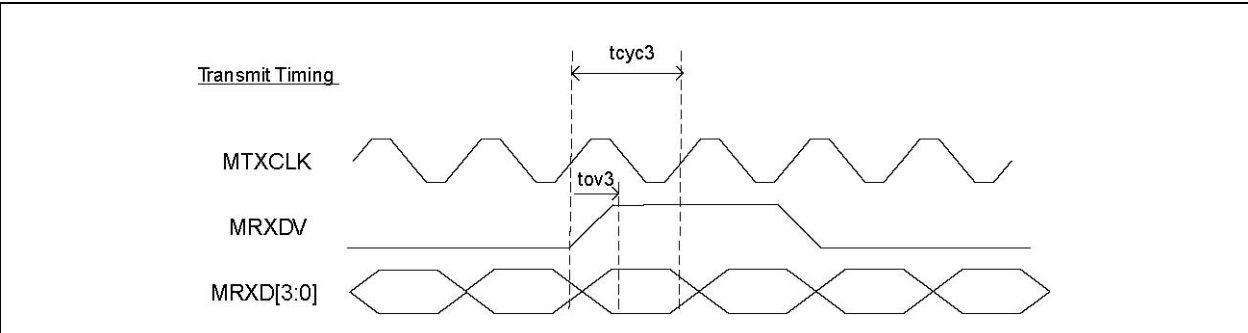 tcyc3
Transmit Timing
MTXCLK
tov3
MRXDV
MRXD[3:0]